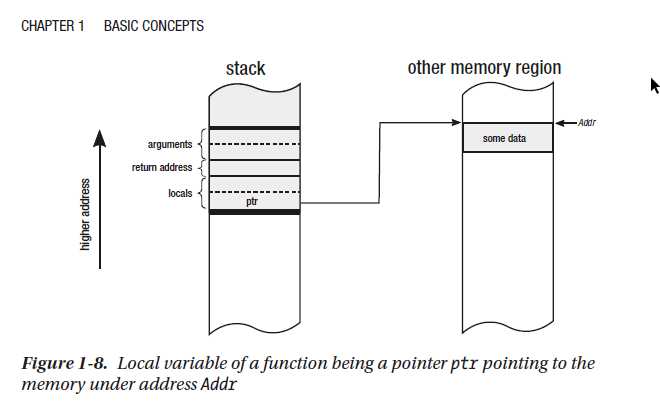 CHAPTER 1 BASIC CONCEPTS
stack
other memory region
Addr
some data
arguments
return address
locals
ptr
higher address
Figure 1-8. Local variable of a function being a pointer ptr pointing to the
memory under address Addr